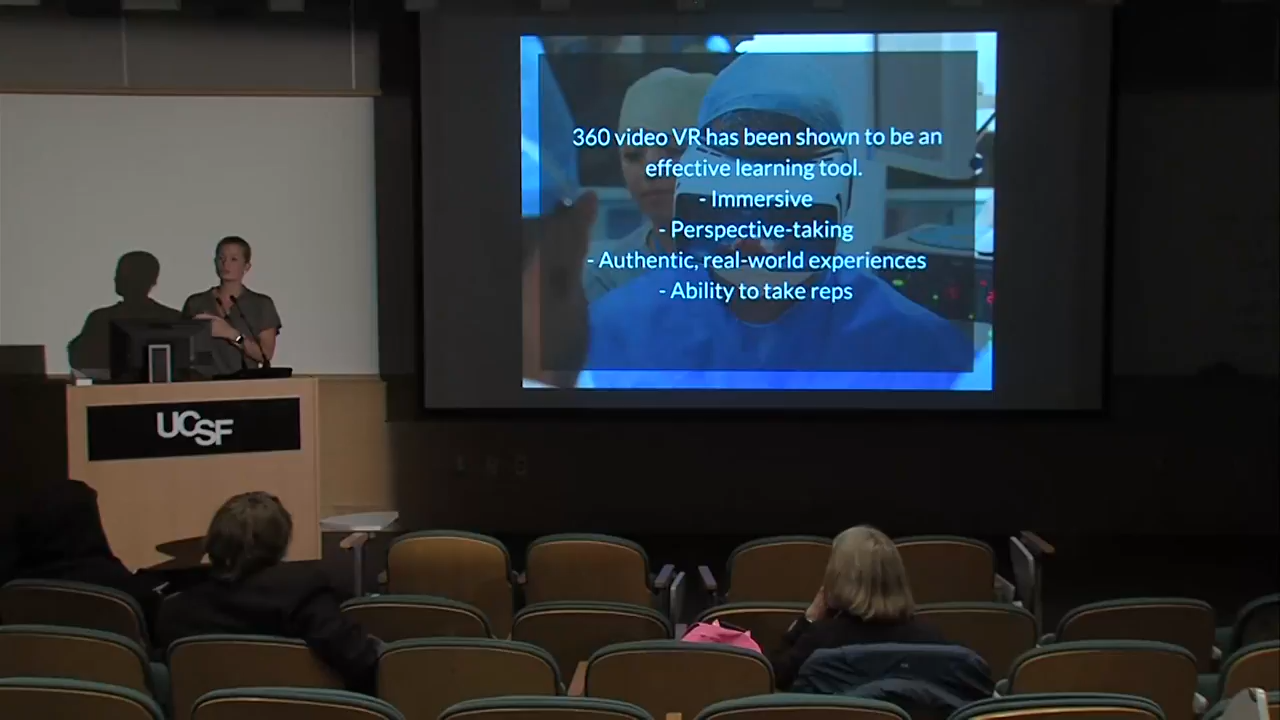 360 video VR has been shown to be an
effective learning tool.
- Immersive
- Perspective-taking
- Authentic, real-world experiences
- Ability to take reps
UCSF